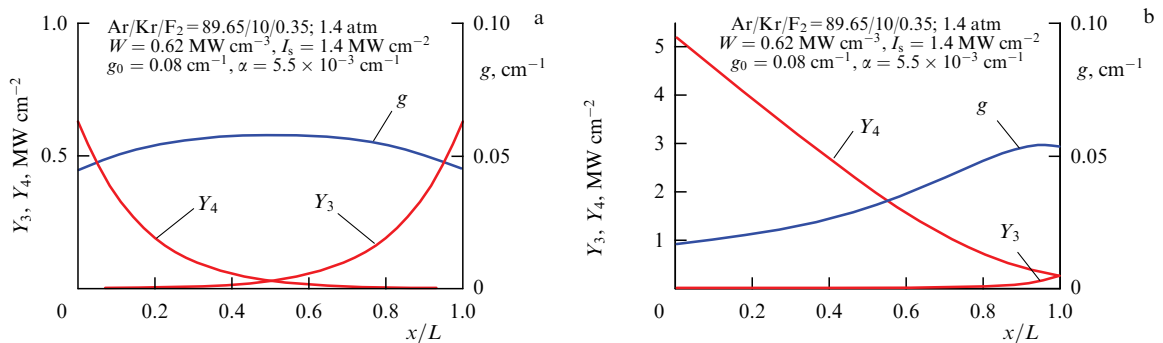 a
Ar/Kr/F₂ = 89.65/10/0.35; 1.4 atm
W = 0.62 MW cm⁻³, Iₛ = 1.4 MW cm⁻²
g₀ = 0.08 cm⁻¹, α = 5.5 × 10⁻³ cm⁻¹
Y₃, Y₄, MW cm⁻²
1.0
0.5
0.10
g, cm⁻¹
0.05
0
g
Y₄
Y₃
0 0.2 0.4 0.6 0.8 1.0
x/L
b
Ar/Kr/F₂ = 89.65/10/0.35; 1.4 atm
W = 0.62 MW cm⁻³, Iₛ = 1.4 MW cm⁻²
g₀ = 0.08 cm⁻¹, α = 5.5 × 10⁻³ cm⁻¹
Y₃, Y₄, MW cm⁻²
5
4
3
2
1
0.10
g, cm⁻¹
0.05
0
Y₄
g
Y₃
0 0.2 0.4 0.6 0.8 1.0
x/L